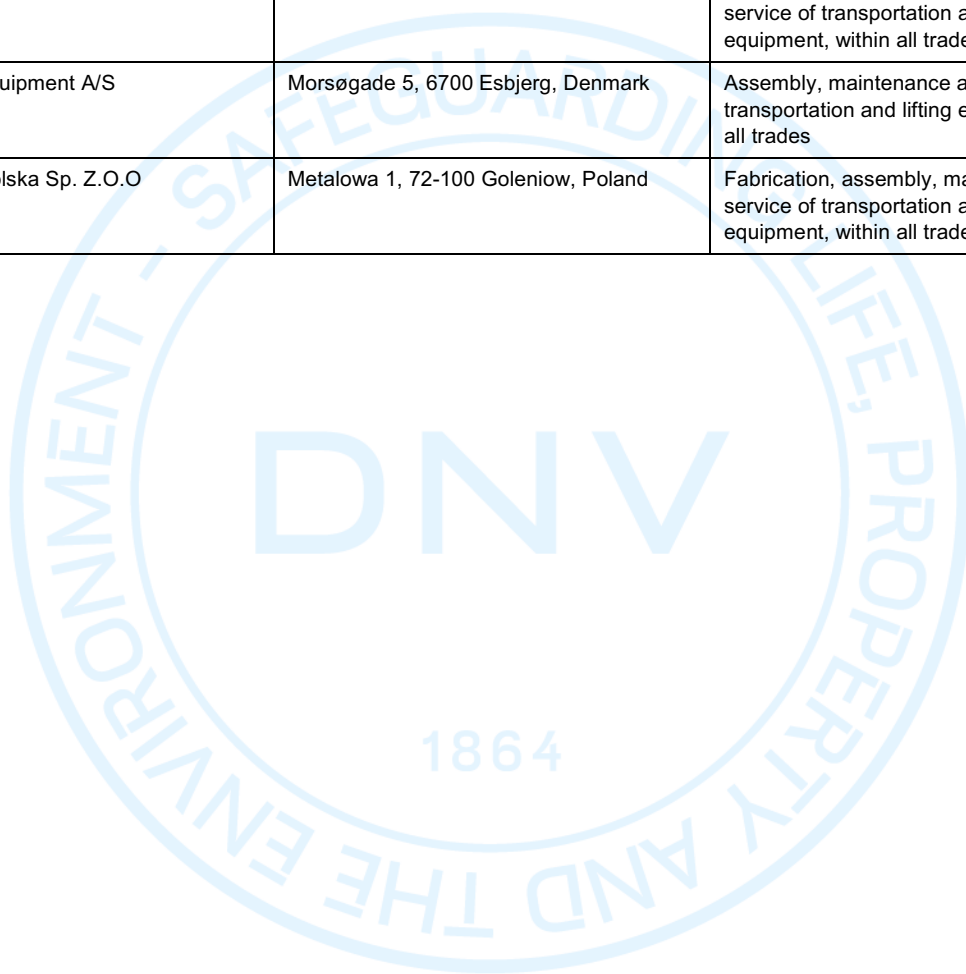 service of transportation a
equipment, within all trade
uipment A/S
Morsøgade 5, 6700 Esbjerg, Denmark
Assembly, maintenance a
transportation and lifting e
all trades
olska Sp. Z.O.O
Metalowa 1, 72-100 Goleniow, Poland
Fabrication, assembly, ma
service of transportation a
equipment, within all trade
SAFEGUARDING LIFE, PROPERTY AND THE ENVIRONMENT -
DNV
1864